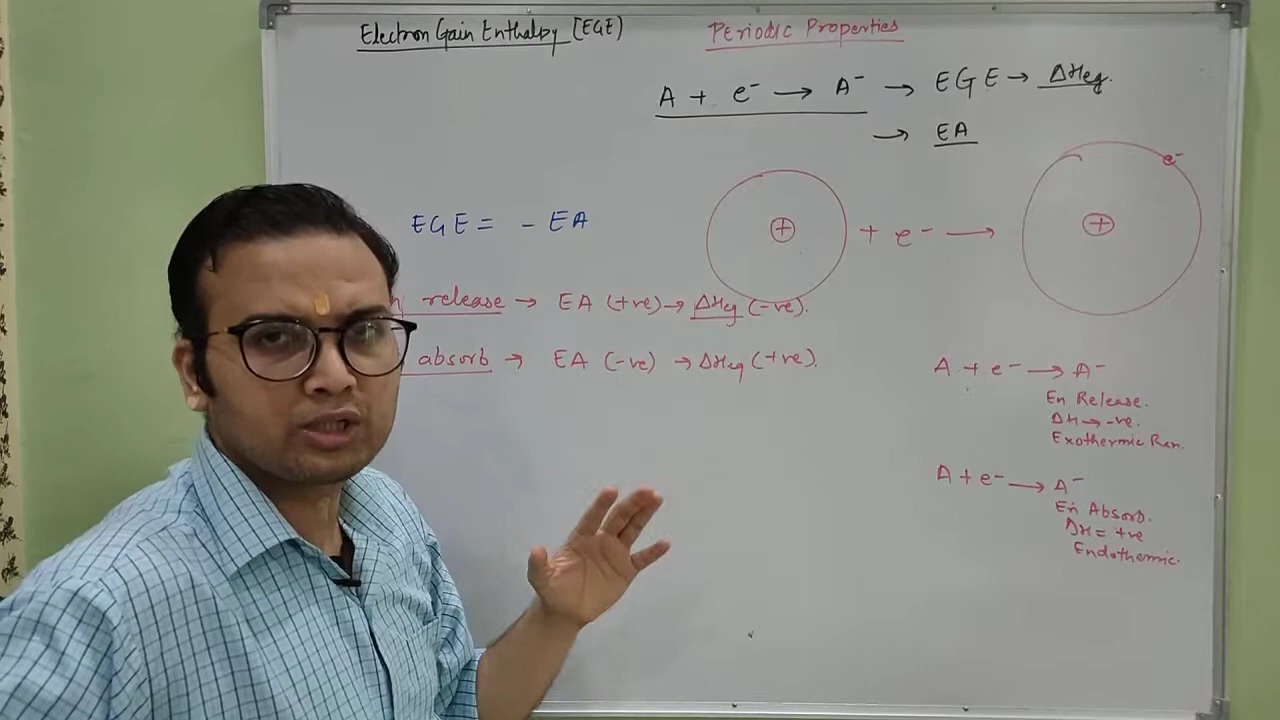 Electron Gain Enthalpy (EGE)
Periodic Properties
A + e⁻ → A⁻ → EGE → ΔHeg.
→ EA
EGE = - EA
+ + e⁻ → + e⁻
release → EA (+ve) → ΔHeg (-ve).
absorb → EA (-ve) → ΔHeg (+ve).
A + e⁻ → A⁻
En Release.
ΔH → -ve.
Exothermic Rxn.
A + e⁻ → A⁻
En Absorb.
ΔH = +ve
Endothermic.